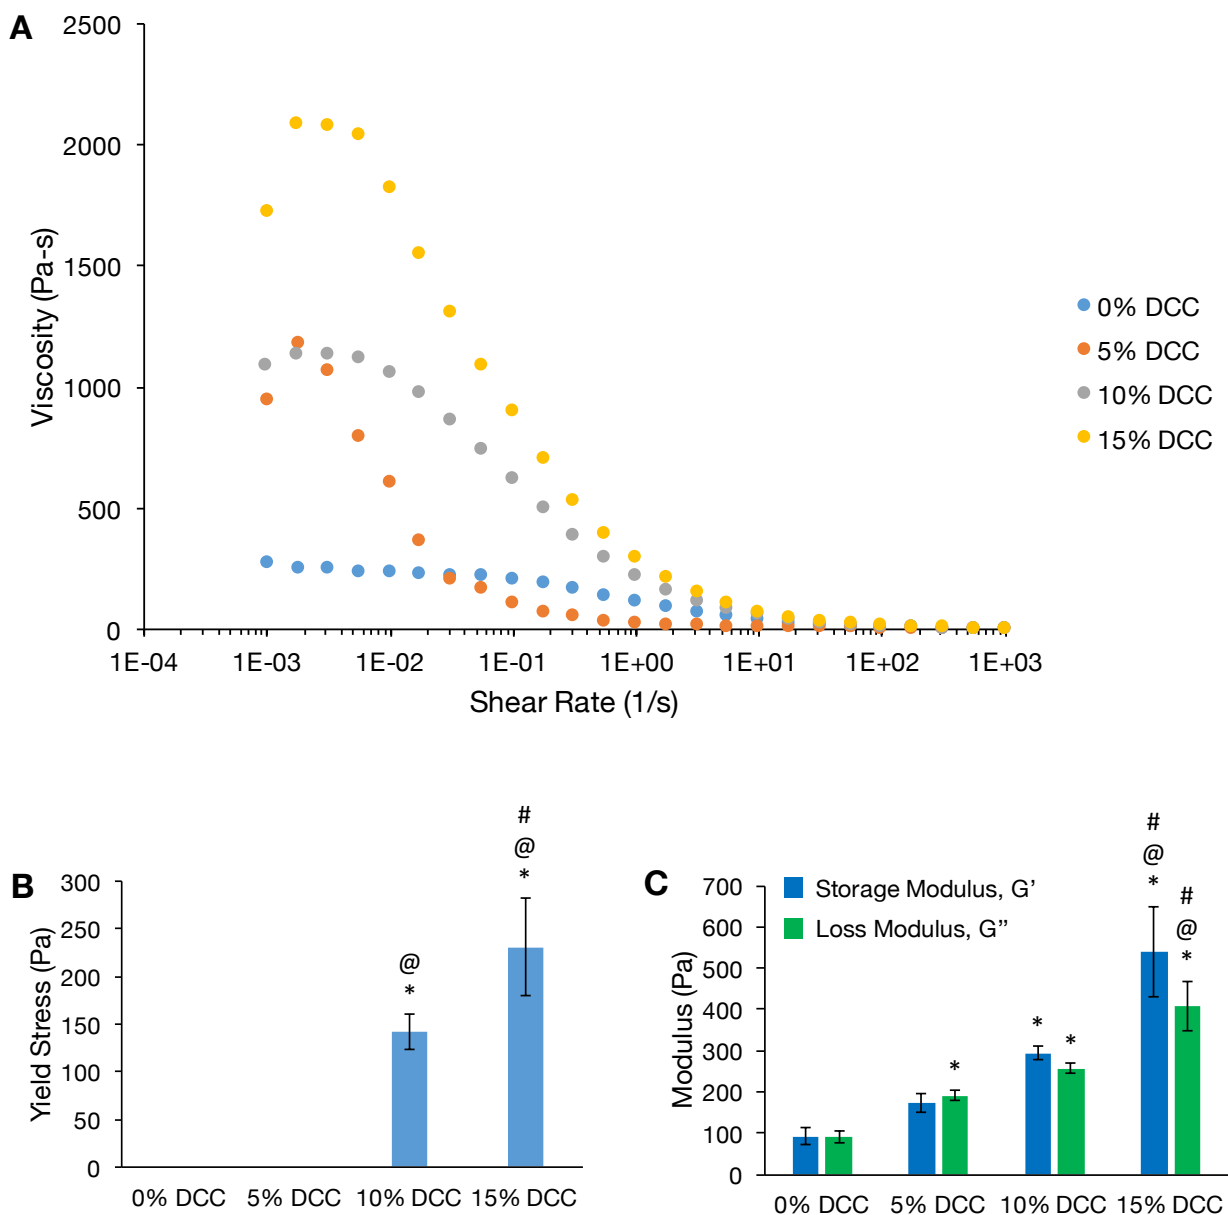 A
2500
2000
1500
1000
500
0
Viscosity (Pa-s)
1E-04 1E-03 1E-02 1E-01 1E+00 1E+01 1E+02 1E+03
Shear Rate (1/s)
0% DCC
5% DCC
10% DCC
15% DCC
B
300
250
200
150
100
50
0
Yield Stress (Pa)
@
*
#
@
*
0% DCC 5% DCC 10% DCC 15% DCC
C
700
600
500
400
300
200
100
0
Modulus (Pa)
Storage Modulus, G’
Loss Modulus, G”
*
*
*
#
@
*
#
@
*
0% DCC 5% DCC 10% DCC 15% DCC